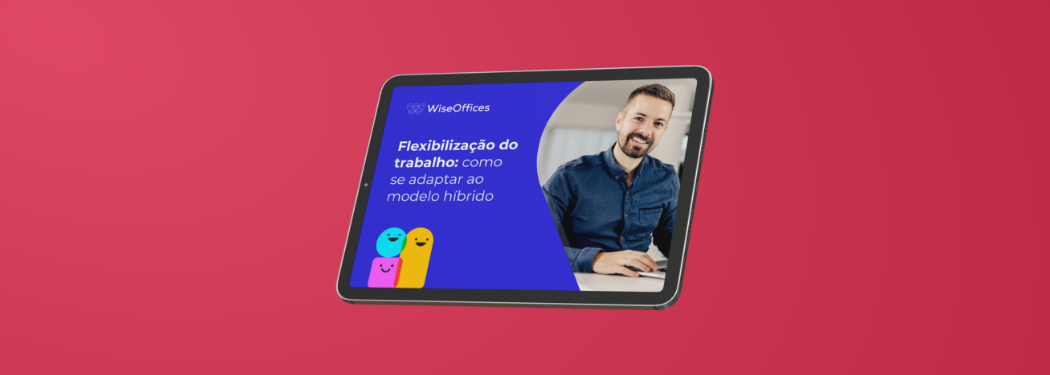 WiseOffices
Flexibilização do
trabalho: como
se adaptar ao
modelo híbrido